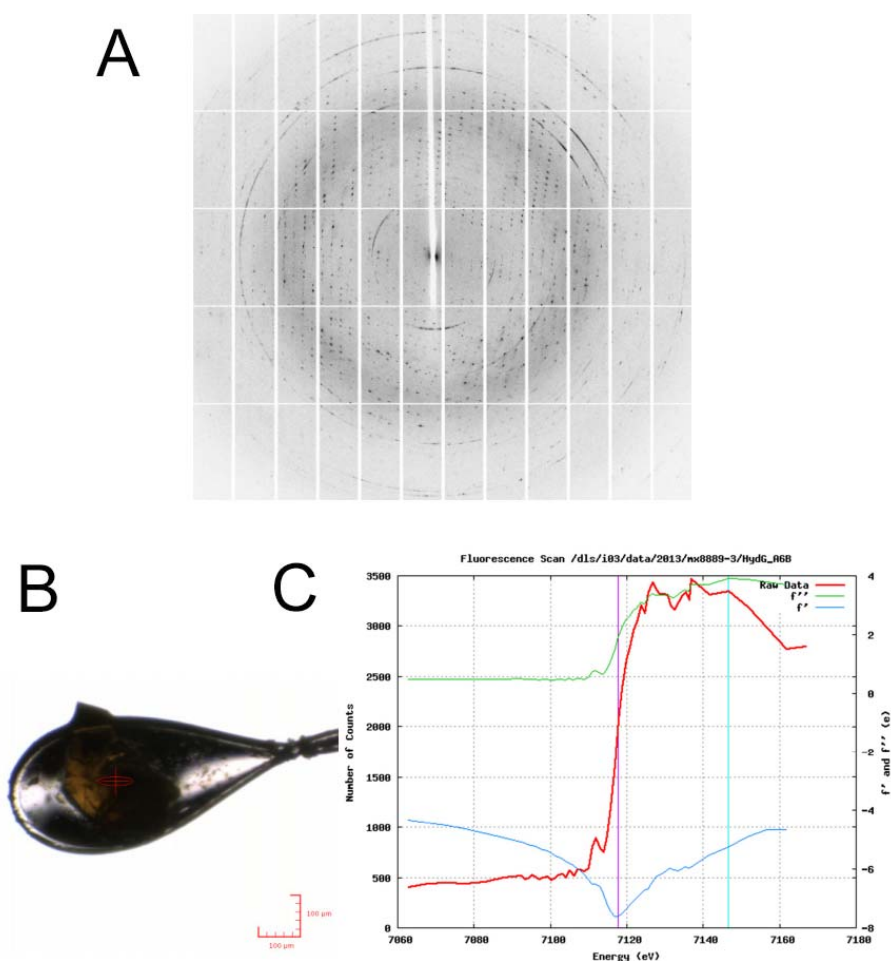 A
B
C
Fluorescence Scan /dls/i03/data/2013/mx8889-3/HydG_A6B
Raw Data
f''
f'
3500
3000
2500
2000
1500
1000
500
0
Number of Counts
4
2
0
-2
-4
-6
-8
f' and f'' (e)
7060
7080
7100
7120
7140
7160
7180
Energy (eV)
100 μm
100 μm